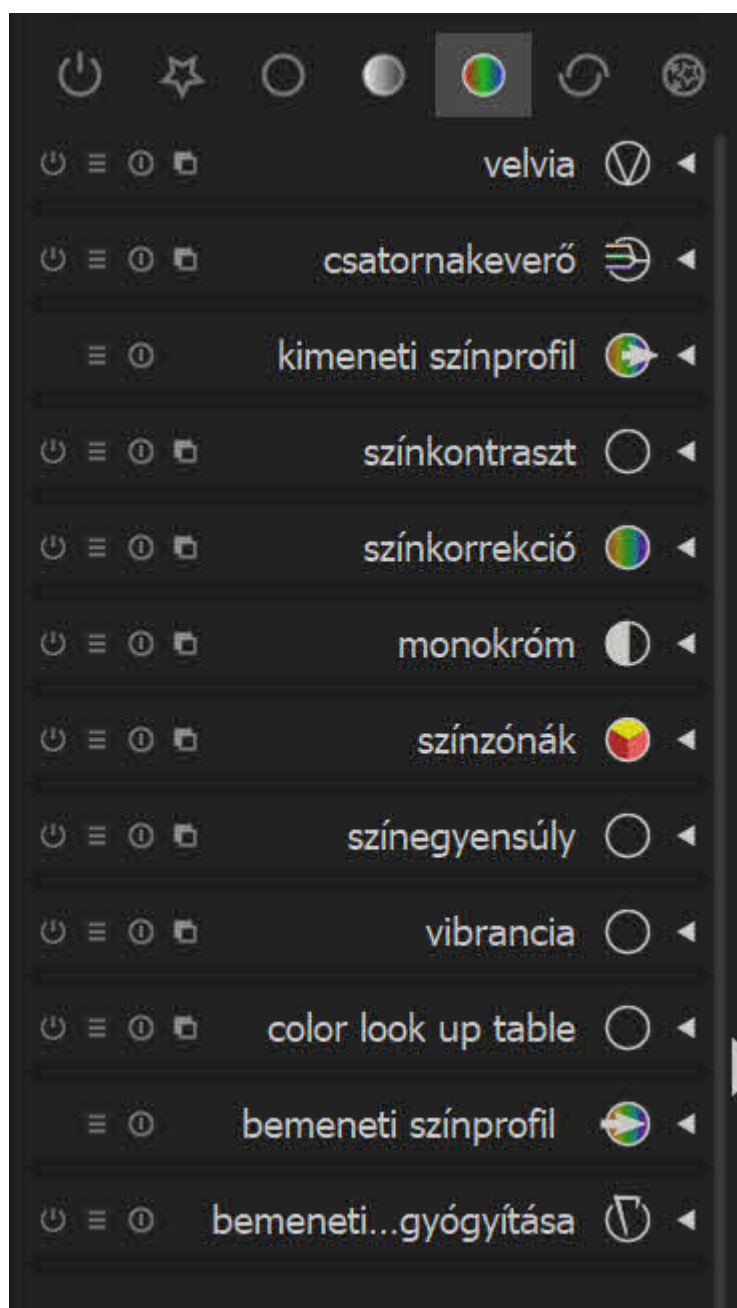 velvia
csatornakeverő
kimeneti színprofil
színkontraszt
színkorrekció
monokróm
színzónák
színegyensúly
vibrancia
color look up table
bemeneti színprofil
bemeneti...gyógyítása